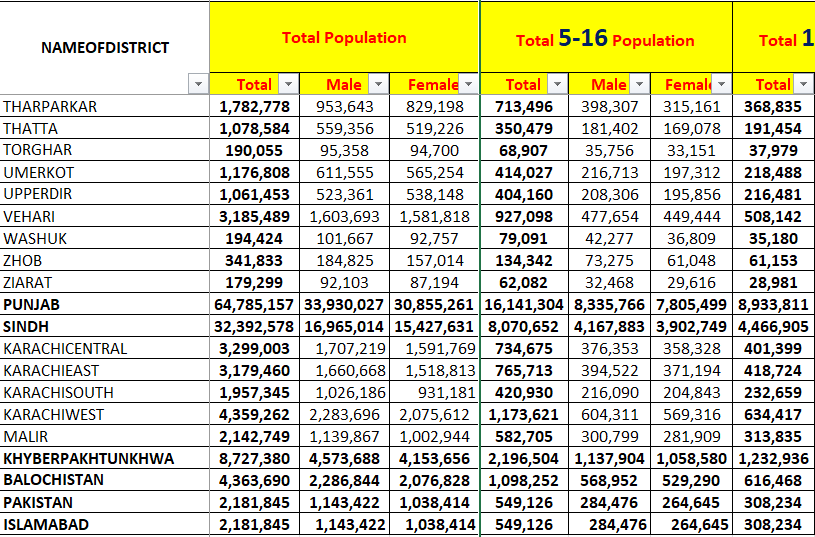 NAMEOFDISTRICT Total Population Total 5-16 Population Total 1
Total Male Female Total Male Female Total
THARPARKAR 1,782,778 953,643 829,198 713,496 398,307 315,161 368,835
THATTA 1,078,584 559,356 519,226 350,479 181,402 169,078 191,454
TORGHAR 190,055 95,358 94,700 68,907 35,756 33,151 37,979
UMERKOT 1,176,808 611,555 565,254 414,027 216,713 197,312 218,488
UPPERDIR 1,061,453 523,361 538,148 404,160 208,306 195,856 216,481
VEHARI 3,185,489 1,603,693 1,581,818 927,098 477,654 449,444 508,142
WASHUK 194,424 101,667 92,757 79,091 42,277 36,809 35,180
ZHOB 341,833 184,825 157,014 134,342 73,275 61,048 61,153
ZIARAT 179,299 92,103 87,194 62,082 32,468 29,616 28,981
PUNJAB 64,785,157 33,930,027 30,855,261 16,141,304 8,335,766 7,805,499 8,933,811
SINDH 32,392,578 16,965,014 15,427,631 8,070,652 4,167,883 3,902,749 4,466,905
KARACHICENTRAL 3,299,003 1,707,219 1,591,769 734,675 376,353 358,328 401,399
KARACHIEAST 3,179,460 1,660,668 1,518,813 765,713 394,522 371,194 418,724
KARACHISOUTH 1,957,345 1,026,186 931,181 420,930 216,090 204,843 232,659
KARACHIWEST 4,359,262 2,283,696 2,075,612 1,173,621 604,311 569,316 634,417
MALIR 2,142,749 1,139,867 1,002,944 582,705 300,799 281,909 313,835
KHYBERPAKHTUNKHWA 8,727,380 4,573,688 4,153,656 2,196,504 1,137,904 1,058,580 1,232,936
BALOCHISTAN 4,363,690 2,286,844 2,076,828 1,098,252 568,952 529,290 616,468
PAKISTAN 2,181,845 1,143,422 1,038,414 549,126 284,476 264,645 308,234
ISLAMABAD 2,181,845 1,143,422 1,038,414 549,126 284,476 264,645 308,234